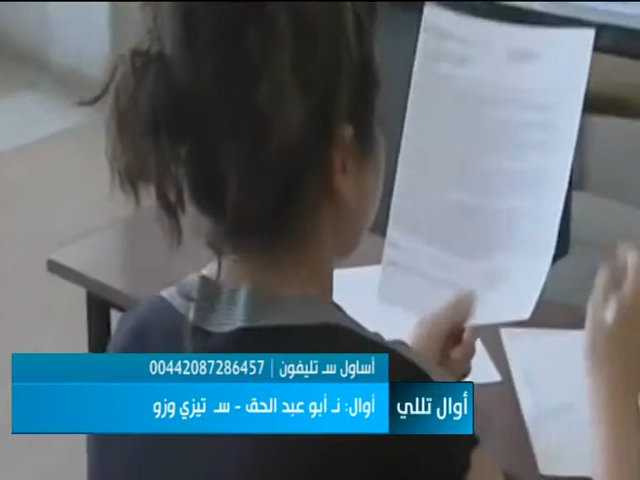 أساول سـ تليفون | 00442087286457
أوال: نـ أبو عبد الحق - سـ تيزي وزو
أوال تللي